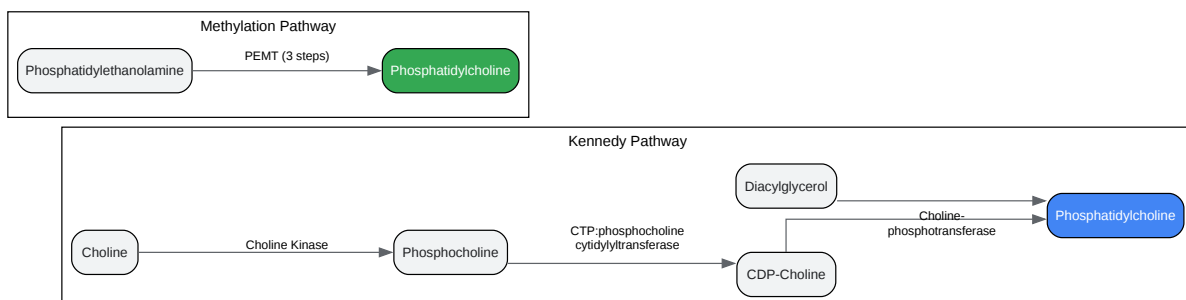 Methylation Pathway
Phosphatidylethanolamine
PEMT (3 steps)
Phosphatidylcholine
Kennedy Pathway
Choline
Choline Kinase
Phosphocholine
CTP:phosphocholine
cytidylyltransferase
Diacylglycerol
CDP-Choline
Choline-
phosphotransferase
Phosphatidylcholine